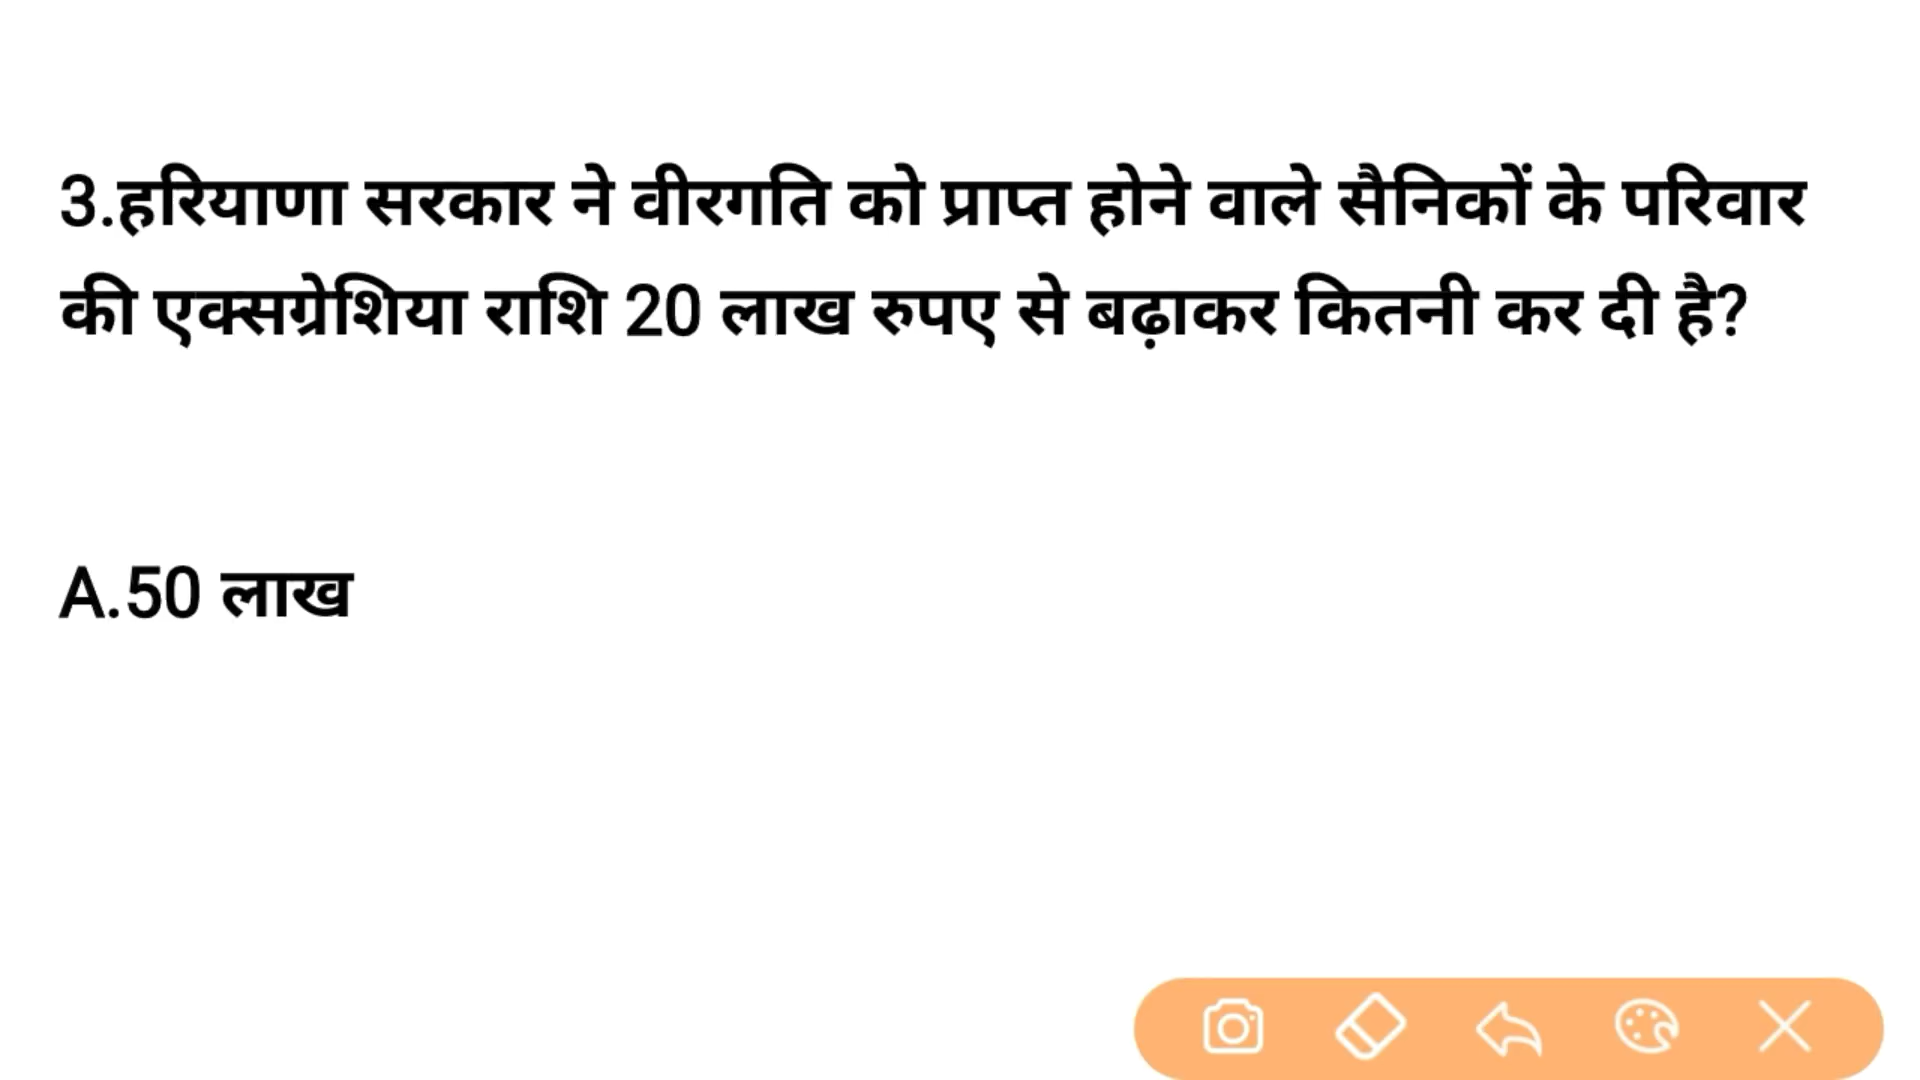 3.हरियाणा सरकार ने वीरगति को प्राप्त होने वाले सैनिकों के परिवार
की एक्सग्रेशिया राशि 20 लाख रुपए से बढ़ाकर कितनी कर दी है?
A.50 लाख